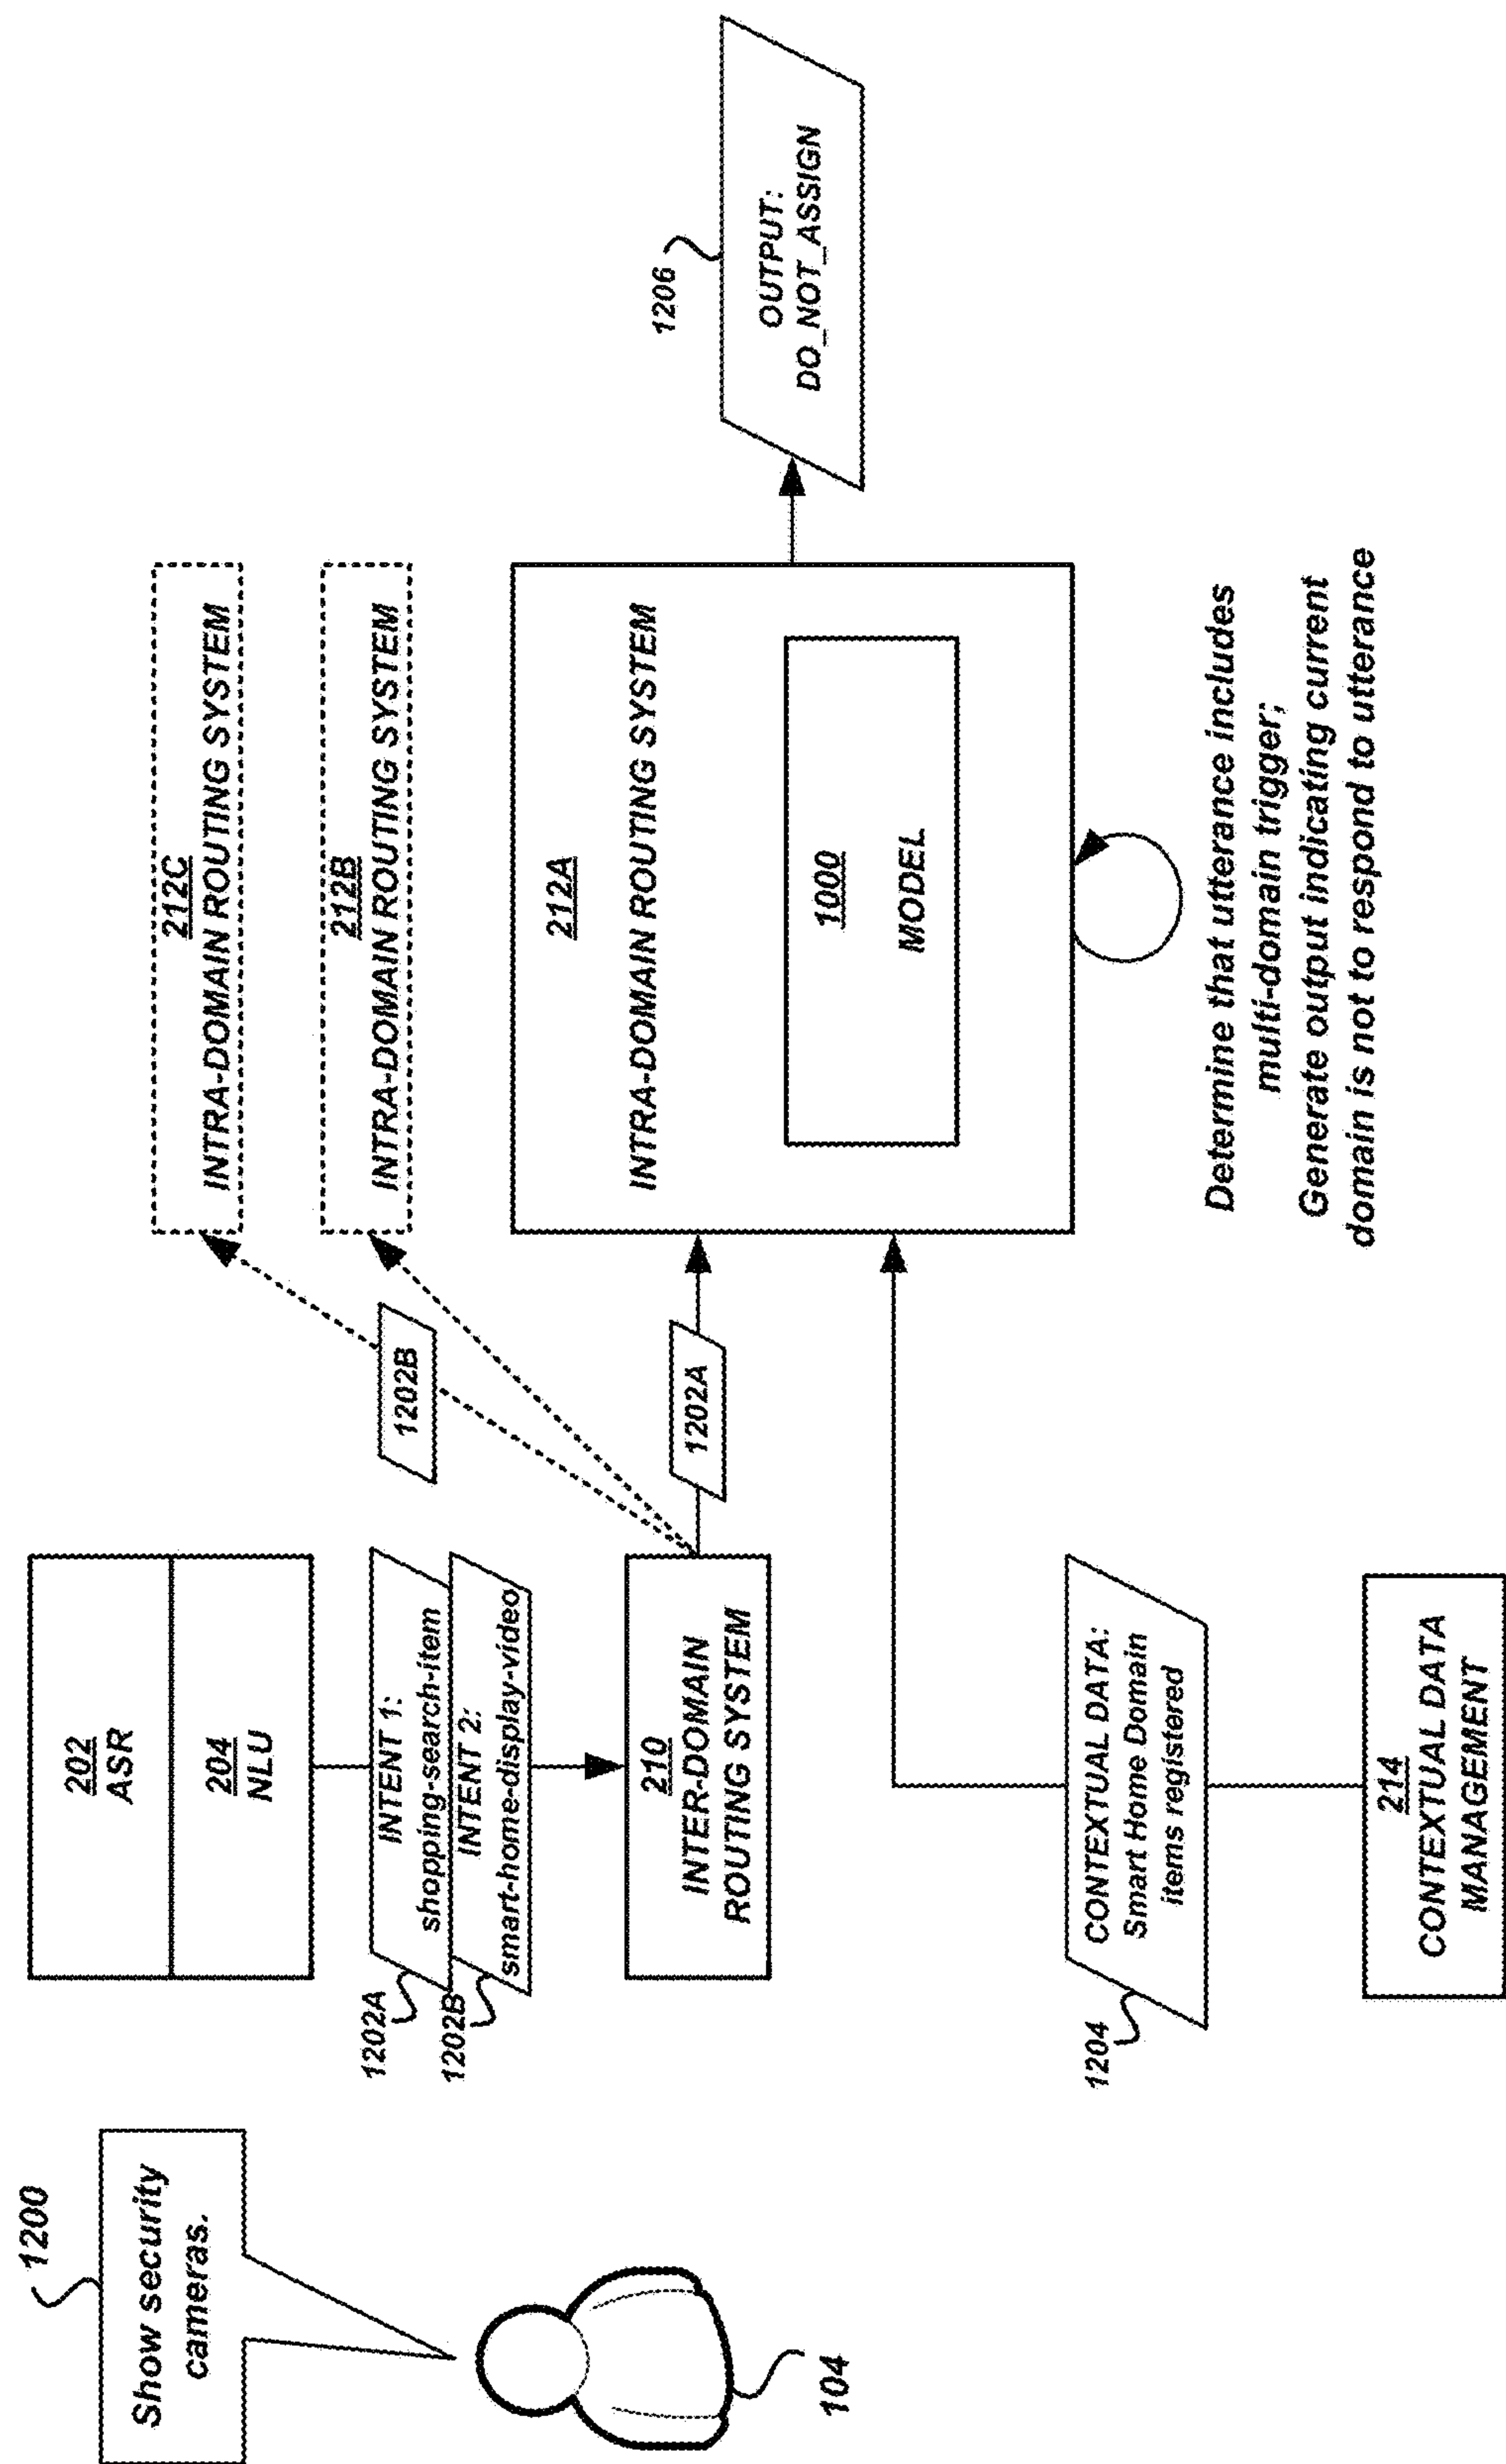 1200
Show security
cameras.
104
202
ASR
204
NLU
1202A
INTENT 1:
shopping-search-item
1202B
INTENT 2:
smart-home-display-video
210
INTER-DOMAIN
ROUTING SYSTEM
1204
CONTEXTUAL DATA:
Smart Home Domain
items registered
214
CONTEXTUAL DATA
MANAGEMENT
1202B
1202A
212C
INTRA-DOMAIN ROUTING SYSTEM
212B
INTRA-DOMAIN ROUTING SYSTEM
212A
INTRA-DOMAIN ROUTING SYSTEM
1000
MODEL
Determine that utterance includes
multi-domain trigger;
Generate output indicating current
domain is not to respond to utterance
1206
OUTPUT:
DO_NOT_ASSIGN